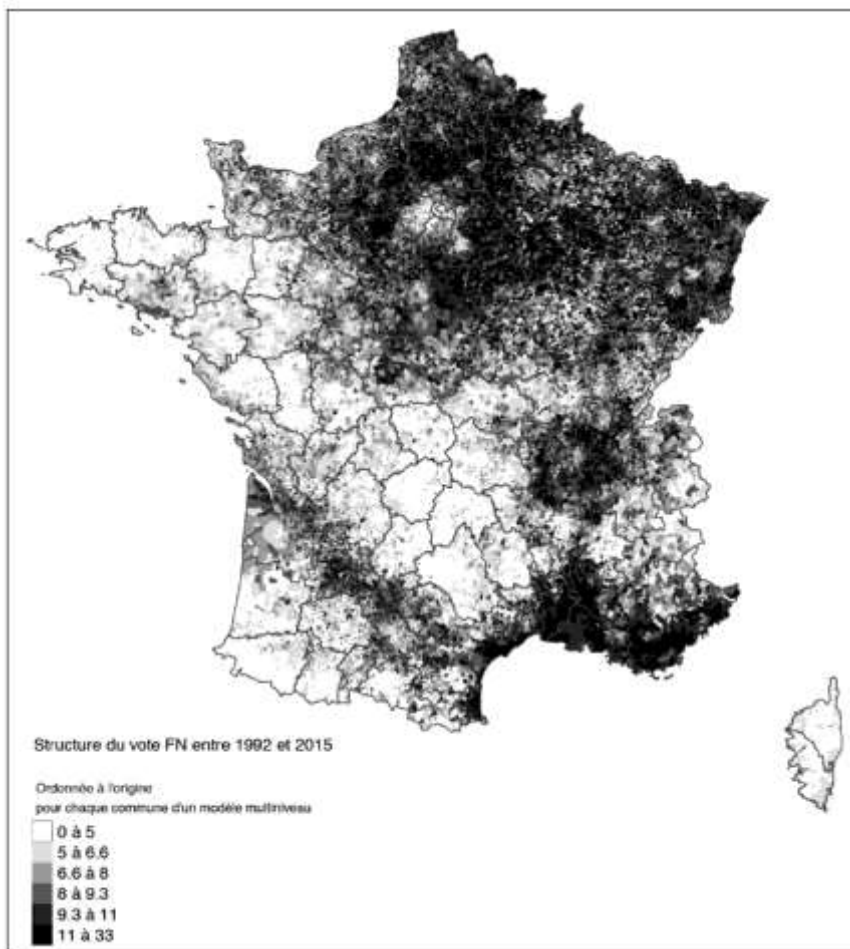 Structure du vote FN entre 1992 et 2015
Ordonnée à l'origine
pour chaque commune d'un modèle multiniveau
0 à 5
5 à 6.6
6.6 à 8
8 à 9.3
9.3 à 11
11 à 33